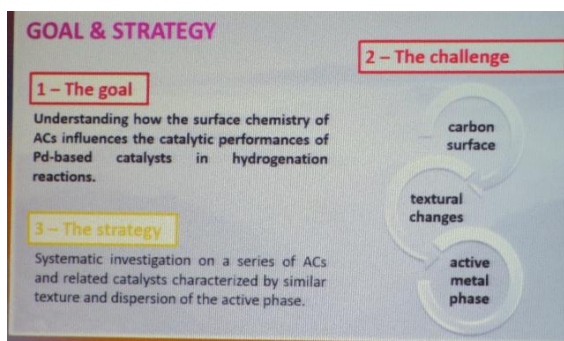 GOAL & STRATEGY
1 – The goal
Understanding how the surface chemistry of
ACs influences the catalytic performances of
Pd-based catalysts in hydrogenation
reactions.
2 – The challenge
carbon
surface
textural
changes
active
metal
phase
3 – The strategy
Systematic investigation on a series of ACs
and related catalysts characterized by similar
texture and dispersion of the active phase.